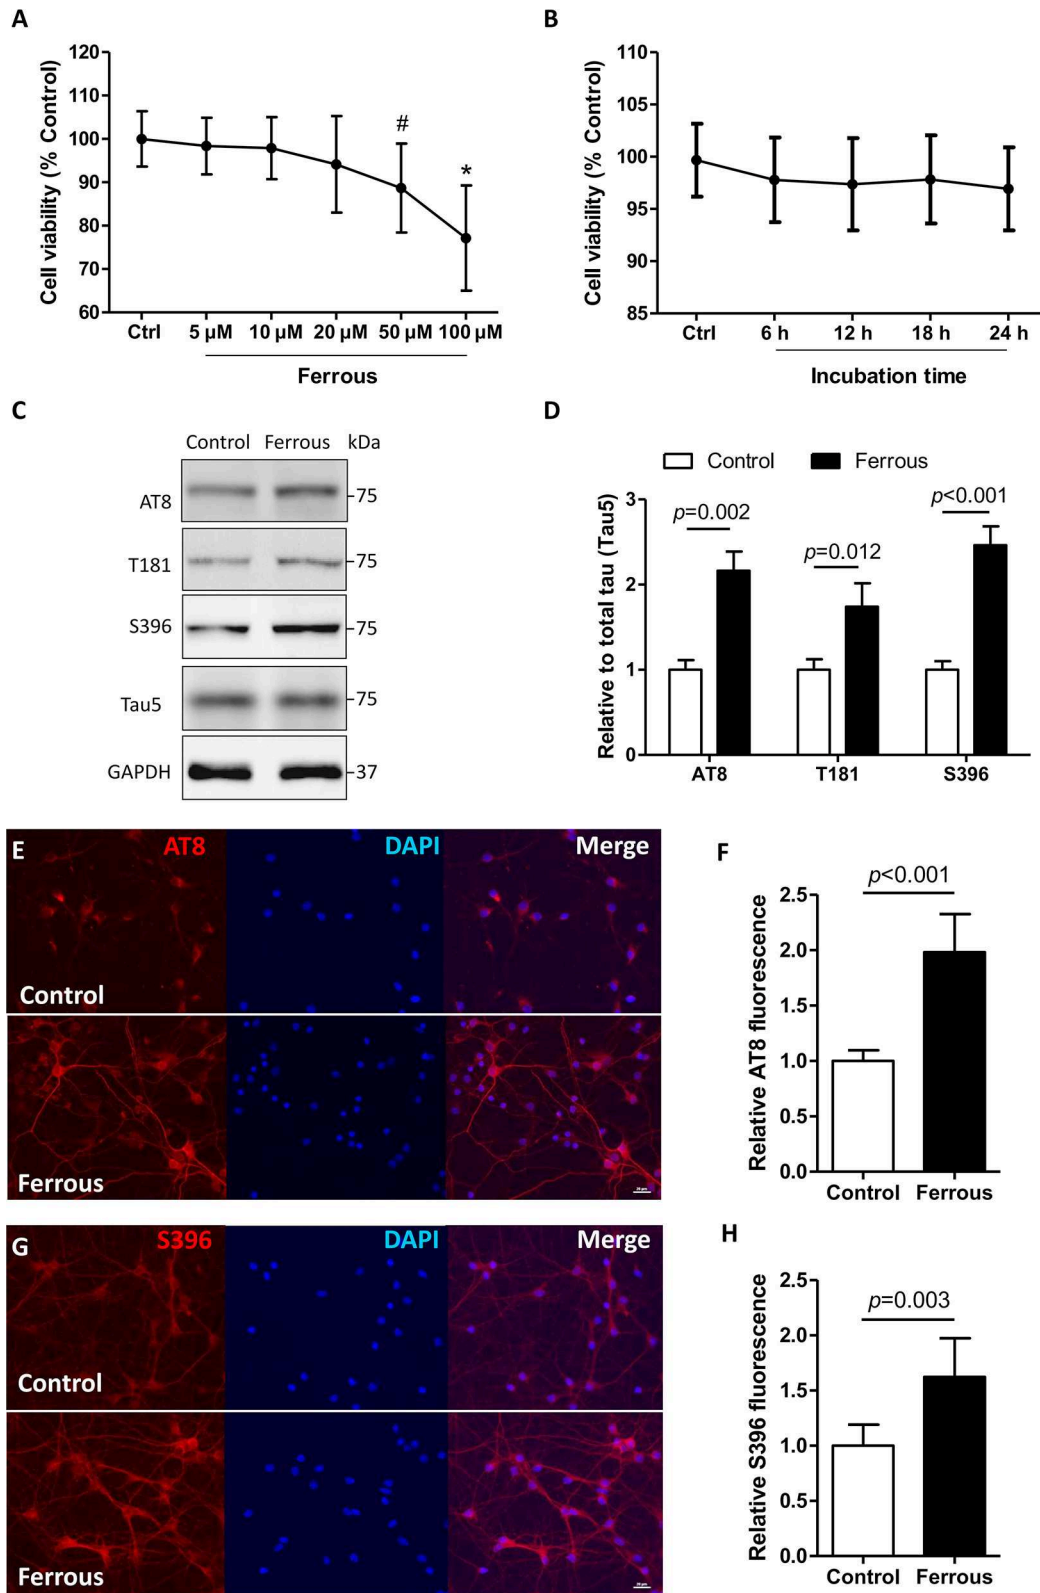 A
Cell viability (% Control)
120
100
90
80
70
60
Ctrl 5 µM 10 µM 20 µM 50 µM 100 µM
# *
Ferrous
B
Cell viability (% Control)
110
105
100
95
90
85
Ctrl 6 h 12 h 18 h 24 h
Incubation time
C
Control Ferrous kDa
AT8 75
T181 75
S396 75
Tau5 75
GAPDH 37
D
Control Ferrous
Relative to total tau (Tau5)
3
2
1
0
p=0.002
p=0.012
p<0.001
AT8 T181 S396
E AT8 DAPI Merge
Control
Ferrous
20 µm
F
Relative AT8 fluorescence
2.5
2.0
1.5
1.0
0.5
0.0
p<0.001
Control Ferrous
G S396 DAPI Merge
Control
Ferrous
20 µm
H
Relative S396 fluorescence
2.5
2.0
1.5
1.0
0.5
0.0
p=0.003
Control Ferrous